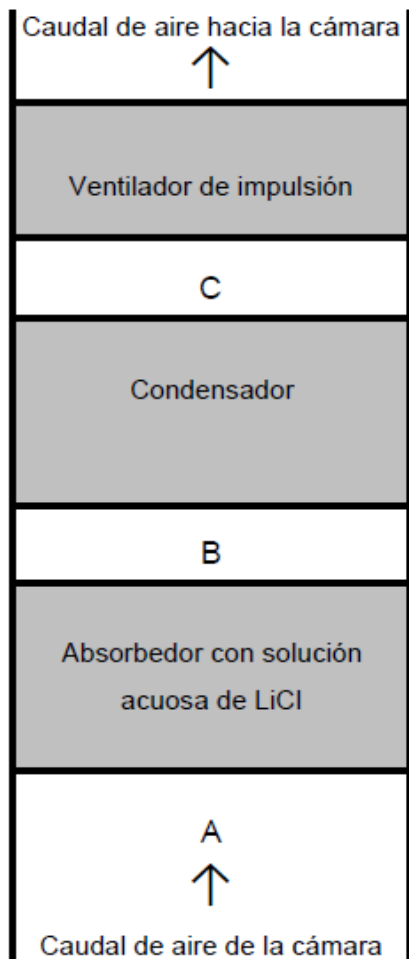 Caudal de aire hacia la cámara
Ventilador de impulsión
C
Condensador
B
Absorbedor con solución
acuosa de LiCl
A
Caudal de aire de la cámara